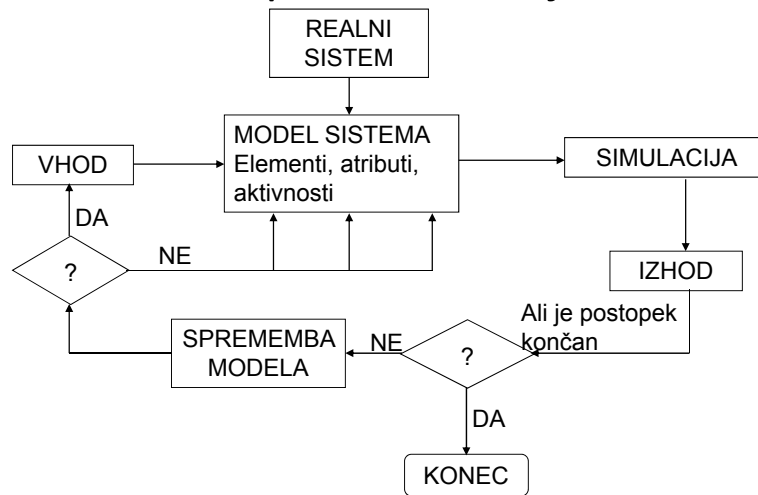 REALNI
SISTEM
MODEL SISTEMA
Elementi, atributi,
aktivnosti
VHOD
SIMULACIJA
DA
NE
?
IZHOD
Ali je postopek
končan
SPREMEMBA
MODELA
NE
?
DA
KONEC